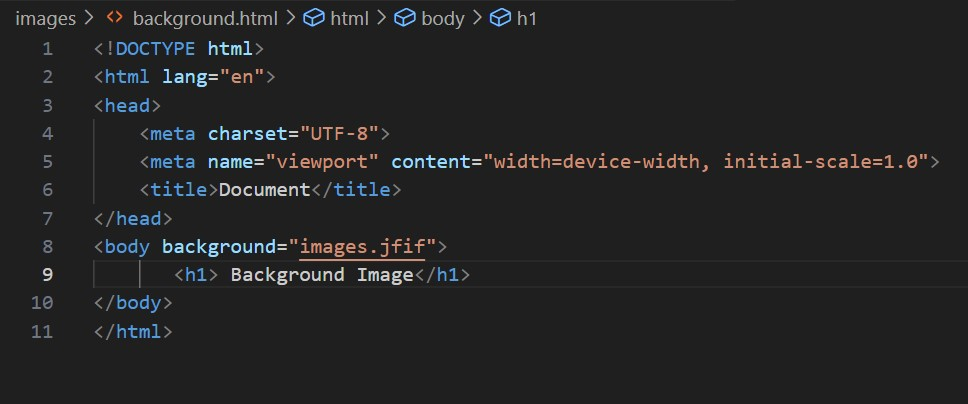 images > <> background.html > html > body > h1
1 <!DOCTYPE html>
2 <html lang="en">
3 <head>
4     <meta charset="UTF-8">
5     <meta name="viewport" content="width=device-width, initial-scale=1.0">
6     <title>Document</title>
7 </head>
8 <body background="images.jfif">
9        <h1> Background Image</h1>
10 </body>
11 </html>